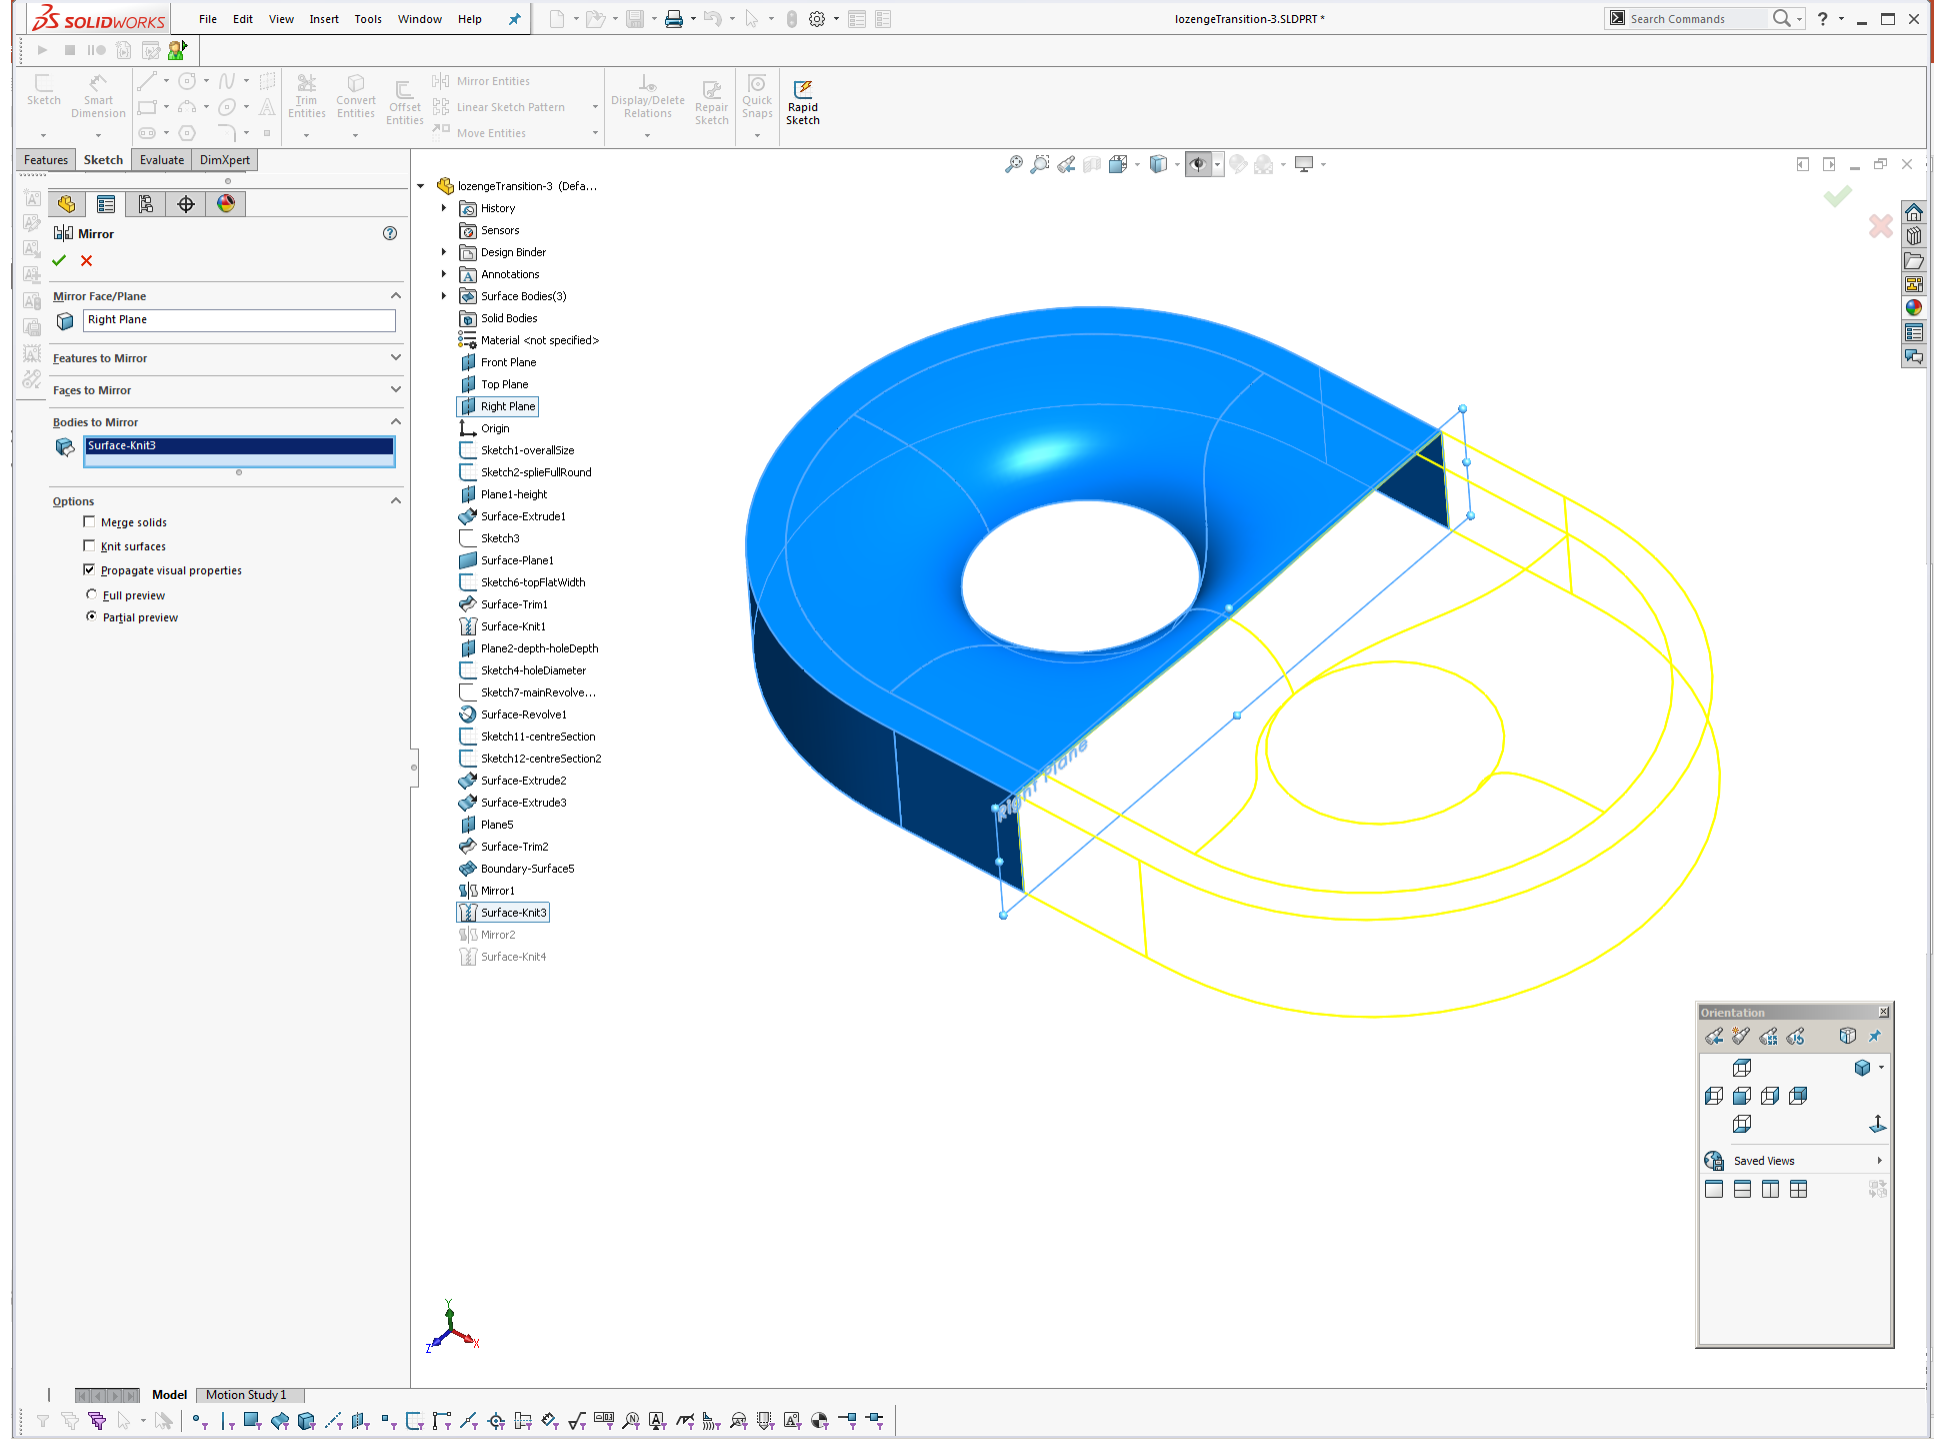 SOLIDWORKS File Edit View Insert Tools Window Help lozengeTransition-3.SLDPRT * Search Commands ?
Sketch Smart Dimension Trim Entities Convert Entities Offset Entities Mirror Entities Linear Sketch Pattern Move Entities Display/Delete Relations Repair Sketch Quick Snaps Rapid Sketch
Features Sketch Evaluate DimXpert
Mirror
Mirror Face/Plane
Right Plane
Features to Mirror
Faces to Mirror
Bodies to Mirror
Surface-Knit3
Options
Merge solids
Knit surfaces
Propagate visual properties
Full preview
Partial preview
lozengeTransition-3 (Defa...
History
Sensors
Design Binder
Annotations
Surface Bodies(3)
Solid Bodies
Material <not specified>
Front Plane
Top Plane
Right Plane
Origin
Sketch1-overallSize
Sketch2-splieFullRound
Plane1-height
Surface-Extrude1
Sketch3
Surface-Plane1
Sketch6-topFlatWidth
Surface-Trim1
Surface-Knit1
Plane2-depth-holeDepth
Sketch4-holeDiameter
Sketch7-mainRevolve...
Surface-Revolve1
Sketch11-centreSection
Sketch12-centreSection2
Surface-Extrude2
Surface-Extrude3
Plane5
Surface-Trim2
Boundary-Surface5
Mirror1
Surface-Knit3
Mirror2
Surface-Knit4
Right Plane
Orientation
Saved Views
Y
Z
X
Model Motion Study 1